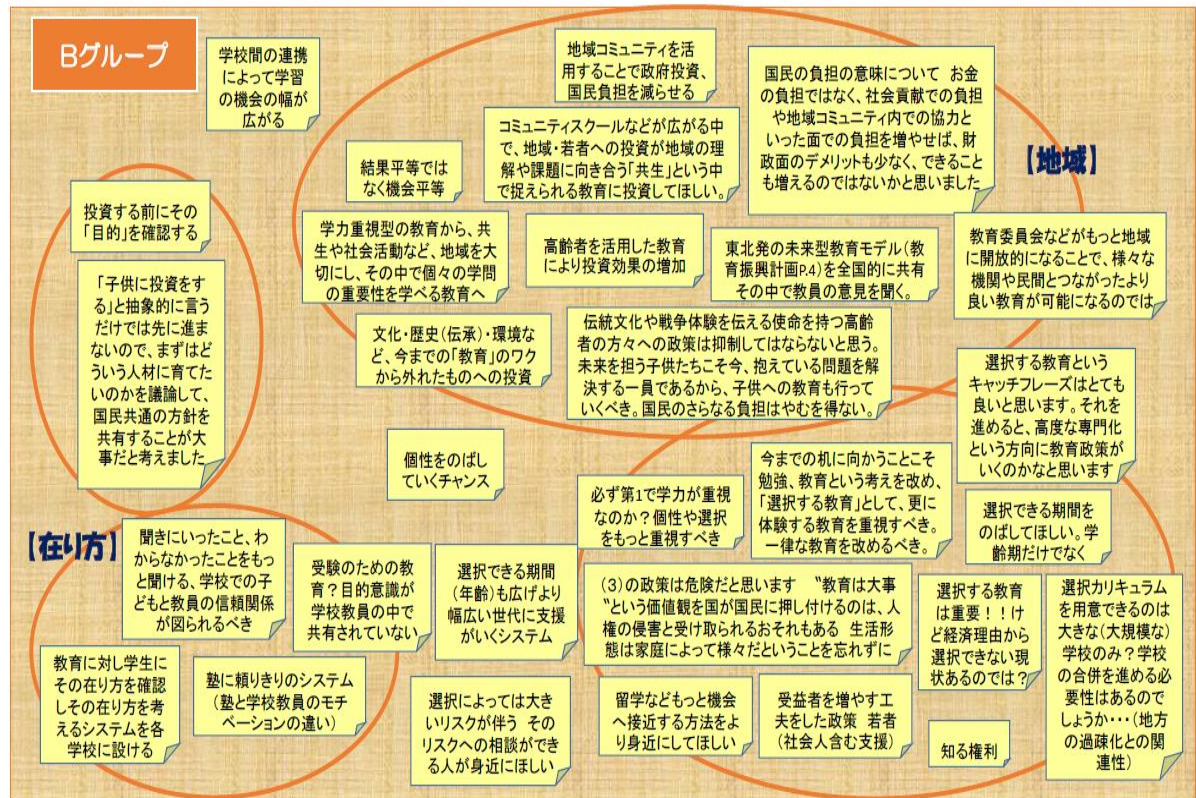 Bグループ
学校間の連携
によって学習
の機会の幅が
広がる
地域コミュニティを活
用することで政府投資、
国民負担を減らせる
国民の負担の意味について お金
の負担ではなく、社会貢献での負担
や地域コミュニティ内での協力と
いった面での負担を増やせば、財
政面のデメリットも少なく、できること
も増えるのではないかと思いました
【地域】
コミュニティスクールなどが広がる中
で、地域・若者への投資が地域の理
解や課題に向き合う「共生」という中
で捉えられる教育に投資してほしい。
結果平等では
なく機会平等
投資する前にその
「目的」を確認する
学力重視型の教育から、共
生や社会活動など、地域を大
切にし、その中で個々の学問
の重要性を学べる教育へ
高齢者を活用した教育
により投資効果の増加
東北発の未来型教育モデル（教
育振興計画P.4）を全国的に共有
その中で教員の意見を聞く。
教育委員会などがもっと地域
に開放的になることで、様々な
機関や民間とつながったより
良い教育が可能になるのでは
「子供に投資をす
る」と抽象的に言う
だけでは先に進ま
ないので、まずはど
ういう人材に育てた
いのかを議論して、
国民共通の方針を
共有することが大
事だと考えました
文化・歴史（伝承）・環境な
ど、今までの「教育」のワク
から外れたものへの投資
伝統文化や戦争体験を伝える使命を持つ高齢
者の方々への政策は抑制してはならないと思う。
未来を担う子供たちこそ今、抱えている問題を解
決する一員であるから、子供への教育も行って
いくべき。国民のさらなる負担はやむを得ない。
選択する教育という
キャッチフレーズはとても
良いと思います。それを
進めると、高度な専門化
という方向に教育政策が
いくのかなと思います
個性をのばし
ていくチャンス
必ず第1で学力が重視
なのか？個性や選択
をもっと重視すべき
今までの机に向かうことこそ
勉強、教育という考えを改め、
「選択する教育」として、更に
体験する教育を重視すべき。
一律な教育を改めるべき。
選択できる期間を
のばしてほしい。学
齢期だけでなく
【在り方】
聞きにいったこと、わ
からなかったことをもっ
と聞ける、学校での子
どもと教員の信頼関係
が図られるべき
受験のための教
育？目的意識が
学校教員の中で
共有されていない
選択できる期間
（年齢）も広げより
幅広い世代に支援
がいくシステム
（3）の政策は危険だと思います 〝教育は大事
〝という価値観を国が国民に押し付けるのは、人
権の侵害と受け取られるおそれもある 生活形
態は家庭によって様々だということを忘れずに
選択する教育
は重要！！け
ど経済理由から
選択できない現
状あるのでは？
選択カリキュラム
を用意できるのは
大きな（大規模な）
学校のみ？学校
の合併を進める必
要性はあるので
しょうか・・・（地方
の過疎化との関
連性）
教育に対し学生に
その在り方を確認
しその在り方を考
えるシステムを各
学校に設ける
塾に頼りきりのシステム
（塾と学校教員のモチ
ベーションの違い）
選択によっては大き
いリスクが伴う その
リスクへの相談ができ
る人が身近にほしい
留学などもっと機会
へ接近する方法をよ
り身近にしてほしい
受益者を増やす工
夫をした政策 若者
（社会人含む支援）
知る権利